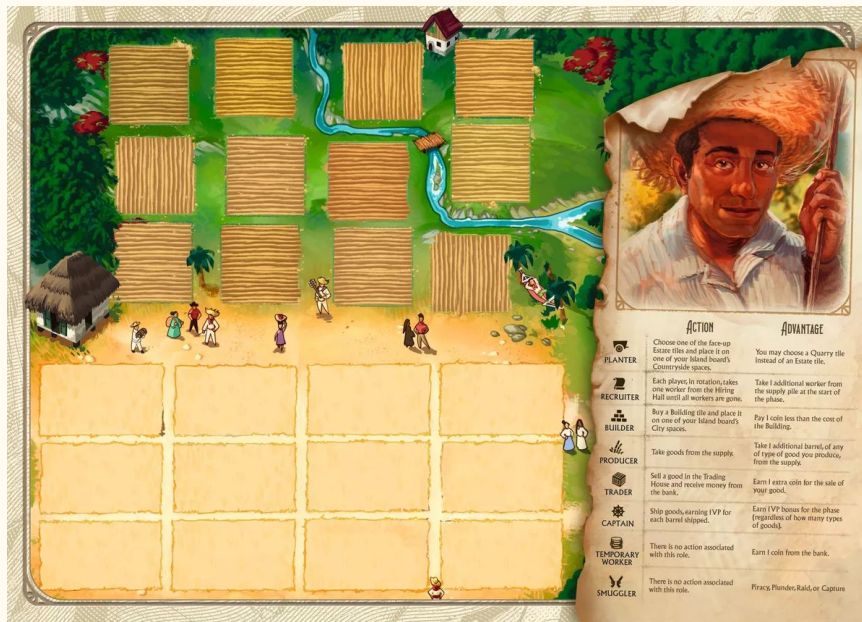 ACTION
ADVANTAGE
PLANTER
Choose one of the face-up
Estate tiles and place it on
one of your Island board's
Countryside spaces.
You may choose a Quarry tile
instead of an Estate tile.
RECRUITER
Each player, in rotation, takes
one worker from the Hiring
Hall until all workers are gone.
Take 1 additional worker from
the supply pile at the start of
the phase.
BUILDER
Buy a Building tile and place it
on one of your Island board's
City spaces.
Pay 1 coin less than the cost of
the Building.
PRODUCER
Take goods from the supply.
Take 1 additional barrel, of any
of type of good you produce,
from the supply.
TRADER
Sell a good in the Trading
House and receive money from
the bank.
Earn 1 extra coin for the sale of
your good.
CAPTAIN
Ship goods, earning 1 VP for
each barrel shipped.
Earn 1 VP bonus for the phase
(regardless of how many types
of goods).
TEMPORARY
WORKER
There is no action associated
with this role.
Earn 1 coin from the bank.
SMUGGLER
There is no action associated
with this role.
Piracy, Plunder, Raid, or Capture